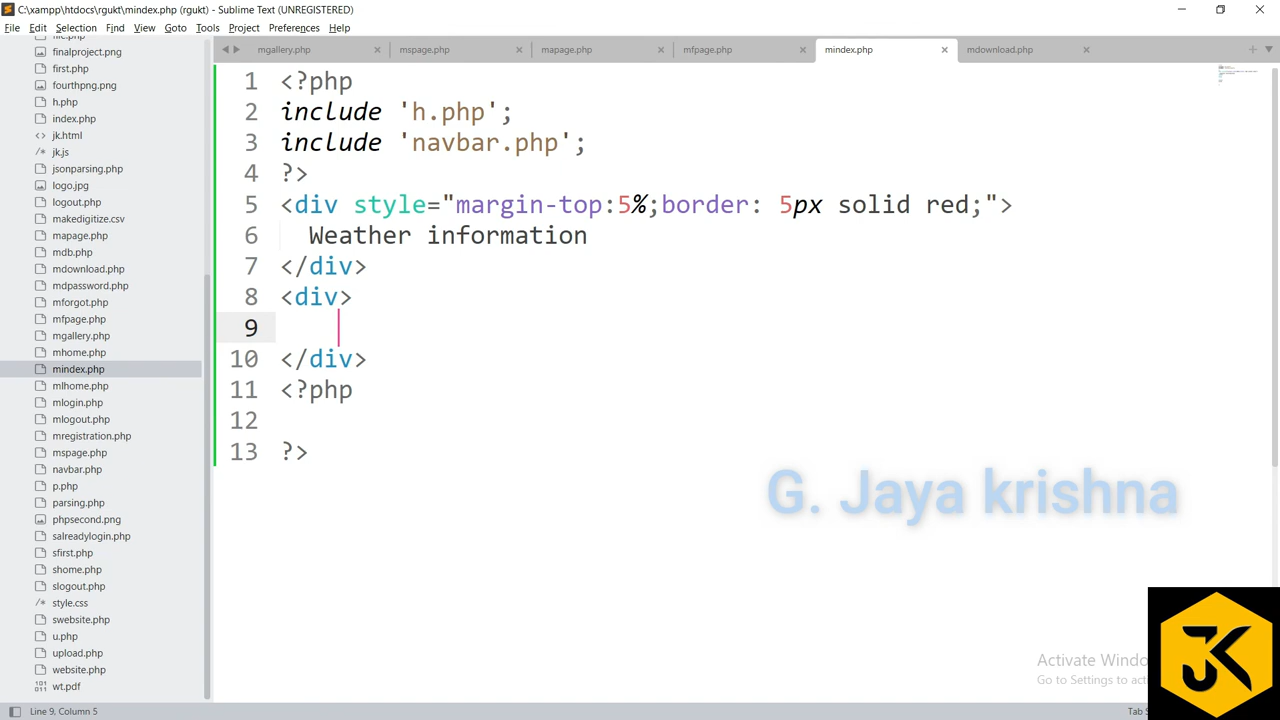 C:\xampp\htdocs\rgukt\mindex.php (rgukt) - Sublime Text (UNREGISTERED)
File Edit Selection Find View Goto Tools Project Preferences Help
mgallery.php mspage.php mapage.php mfpage.php mindex.php mdownload.php
finalproject.png
first.php
fourthpng.png
h.php
index.php
jk.html
jk.js
jsonparsing.php
logo.jpg
logout.php
makedigitize.csv
mapage.php
mdb.php
mdownload.php
mdpassword.php
mforgot.php
mfpage.php
mgallery.php
mhome.php
mindex.php
mlhome.php
mlogin.php
mlogout.php
mregistration.php
mspage.php
navbar.php
p.php
parsing.php
phpsecond.png
salreadylogin.php
sfirst.php
shome.php
slogout.php
style.css
swebsite.php
u.php
upload.php
website.php
wt.pdf
1 <?php
2 include 'h.php';
3 include 'navbar.php';
4 ?>
5 <div style="margin-top:5%;border: 5px solid red;">
6 Weather information
7 </div>
8 <div>
9
10 </div>
11 <?php
12
13 ?>
G. Jaya krishna
JK
Activate Windo
Go to Settings to
Line 9, Column 5
Tab